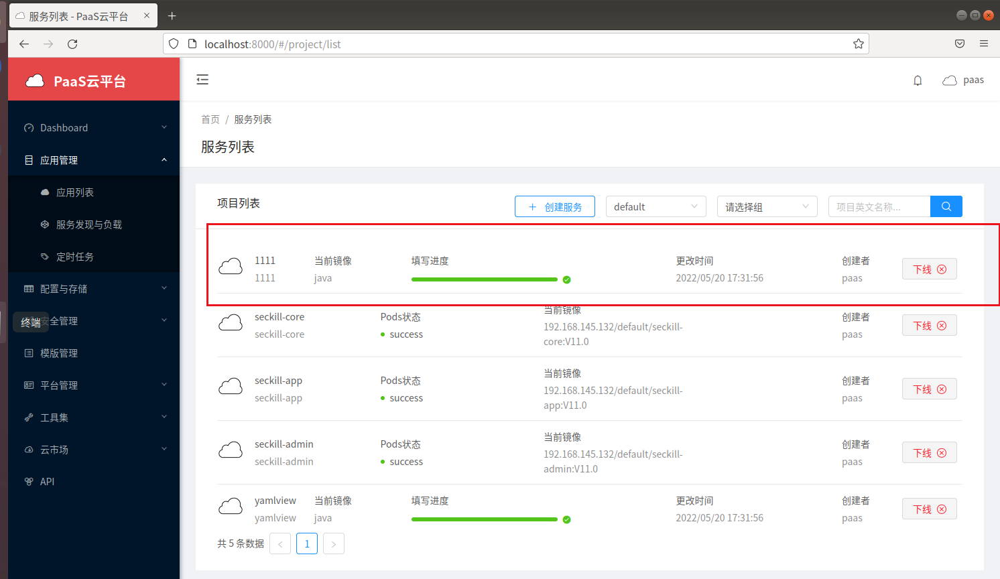 服务列表 - PaaS云平台
localhost:8000/#/project/list
PaaS云平台
paas
首页 / 服务列表
服务列表
Dashboard
应用管理
应用列表
服务发现与负载
定时任务
配置与存储
安全管理
终端
模版管理
平台管理
工具集
云市场
API
项目列表
创建服务
default
请选择组
项目英文名称...
1111 当前镜像 填写进度 更改时间 创建者
1111 java 2022/05/20 17:31:56 paas
下线
seckill-core Pods状态 当前镜像 创建者
seckill-core success 192.168.145.132/default/seckill-
core:V11.0
paas
下线
seckill-app Pods状态 当前镜像 创建者
seckill-app success 192.168.145.132/default/seckill-
app:V11.0
paas
下线
seckill-admin Pods状态 当前镜像 创建者
seckill-admin success 192.168.145.132/default/seckill-
admin:V11.0
paas
下线
yamlview 当前镜像 填写进度 更改时间 创建者
yamlview java 2022/05/20 17:31:56 paas
下线
共 5 条数据 < 1 >